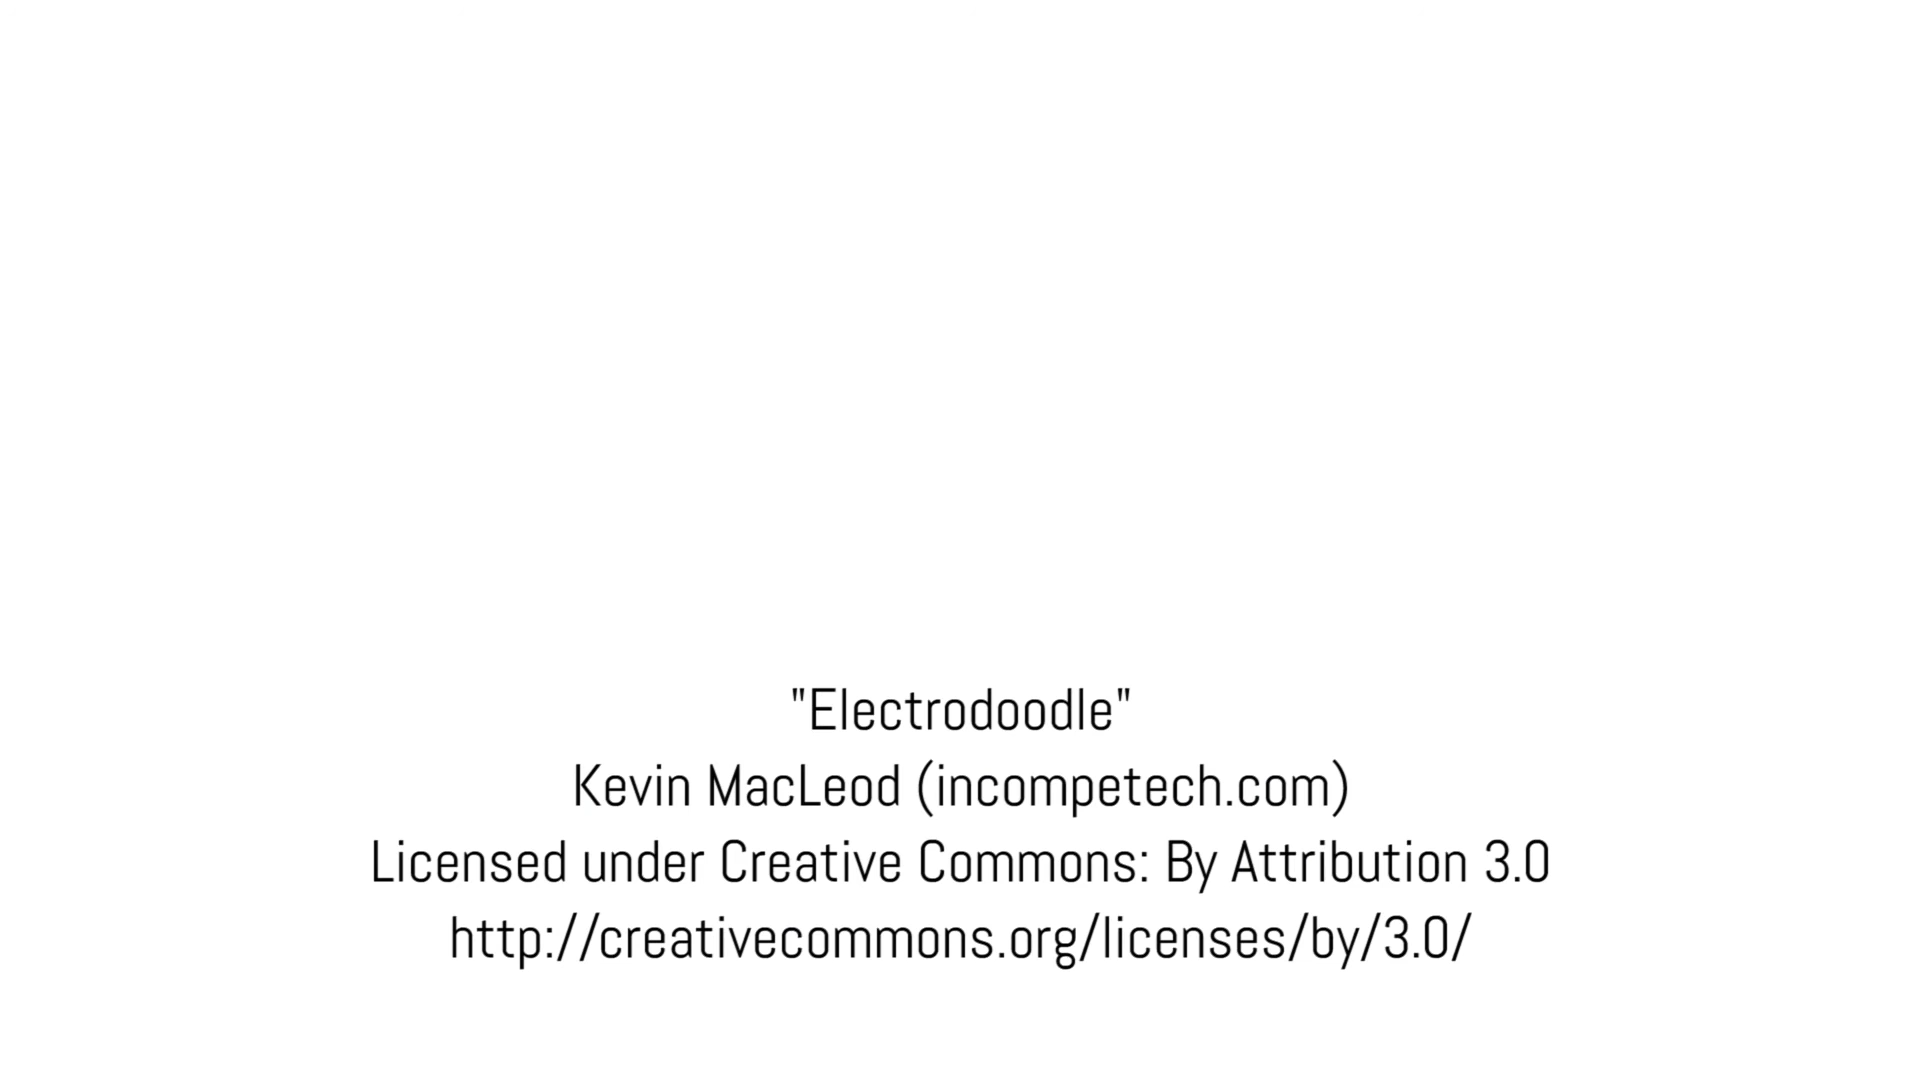 "Electrodoodle"
Kevin MacLeod (incompetech.com)
Licensed under Creative Commons: By Attribution 3.0
http://creativecommons.org/licenses/by/3.0/